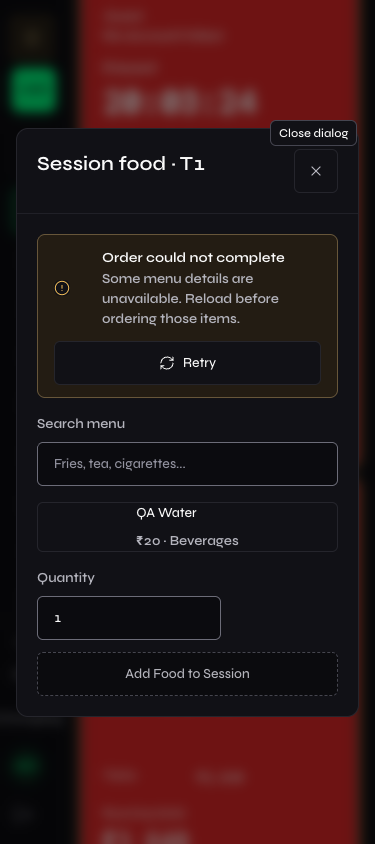 Close dialog
Session food · T1
Order could not complete
Some menu details are
unavailable. Reload before
ordering those items.
Retry
Search menu
Fries, tea, cigarettes...
QA Water
₹20 · Beverages
Quantity
1
Add Food to Session